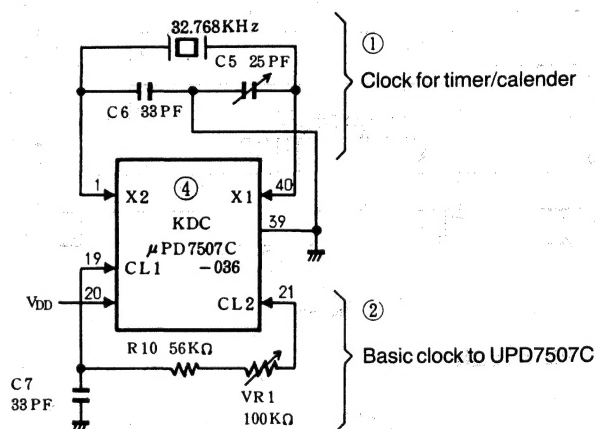 32.768KHz
C5 25PF
①
Clock for timer/calender
C6 33PF
1
④
40
X2
X1
KDC
39
μPD7507C
-036
19
CL1
VDD
20
CL2
21
②
R10 56KΩ
Basic clock to UPD7507C
C7
33PF
VR1
100KΩ